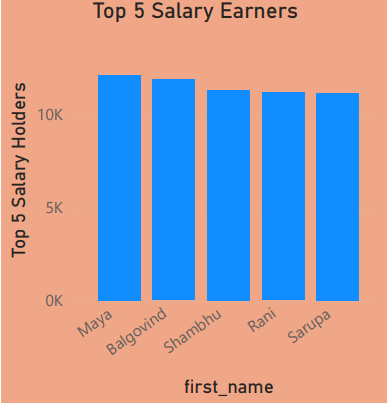 Top 5 Salary Earners
Top 5 Salary Holders
10K
5K
0K
Maya
Balgovind
Shambhu
Rani
Sarupa
first_name